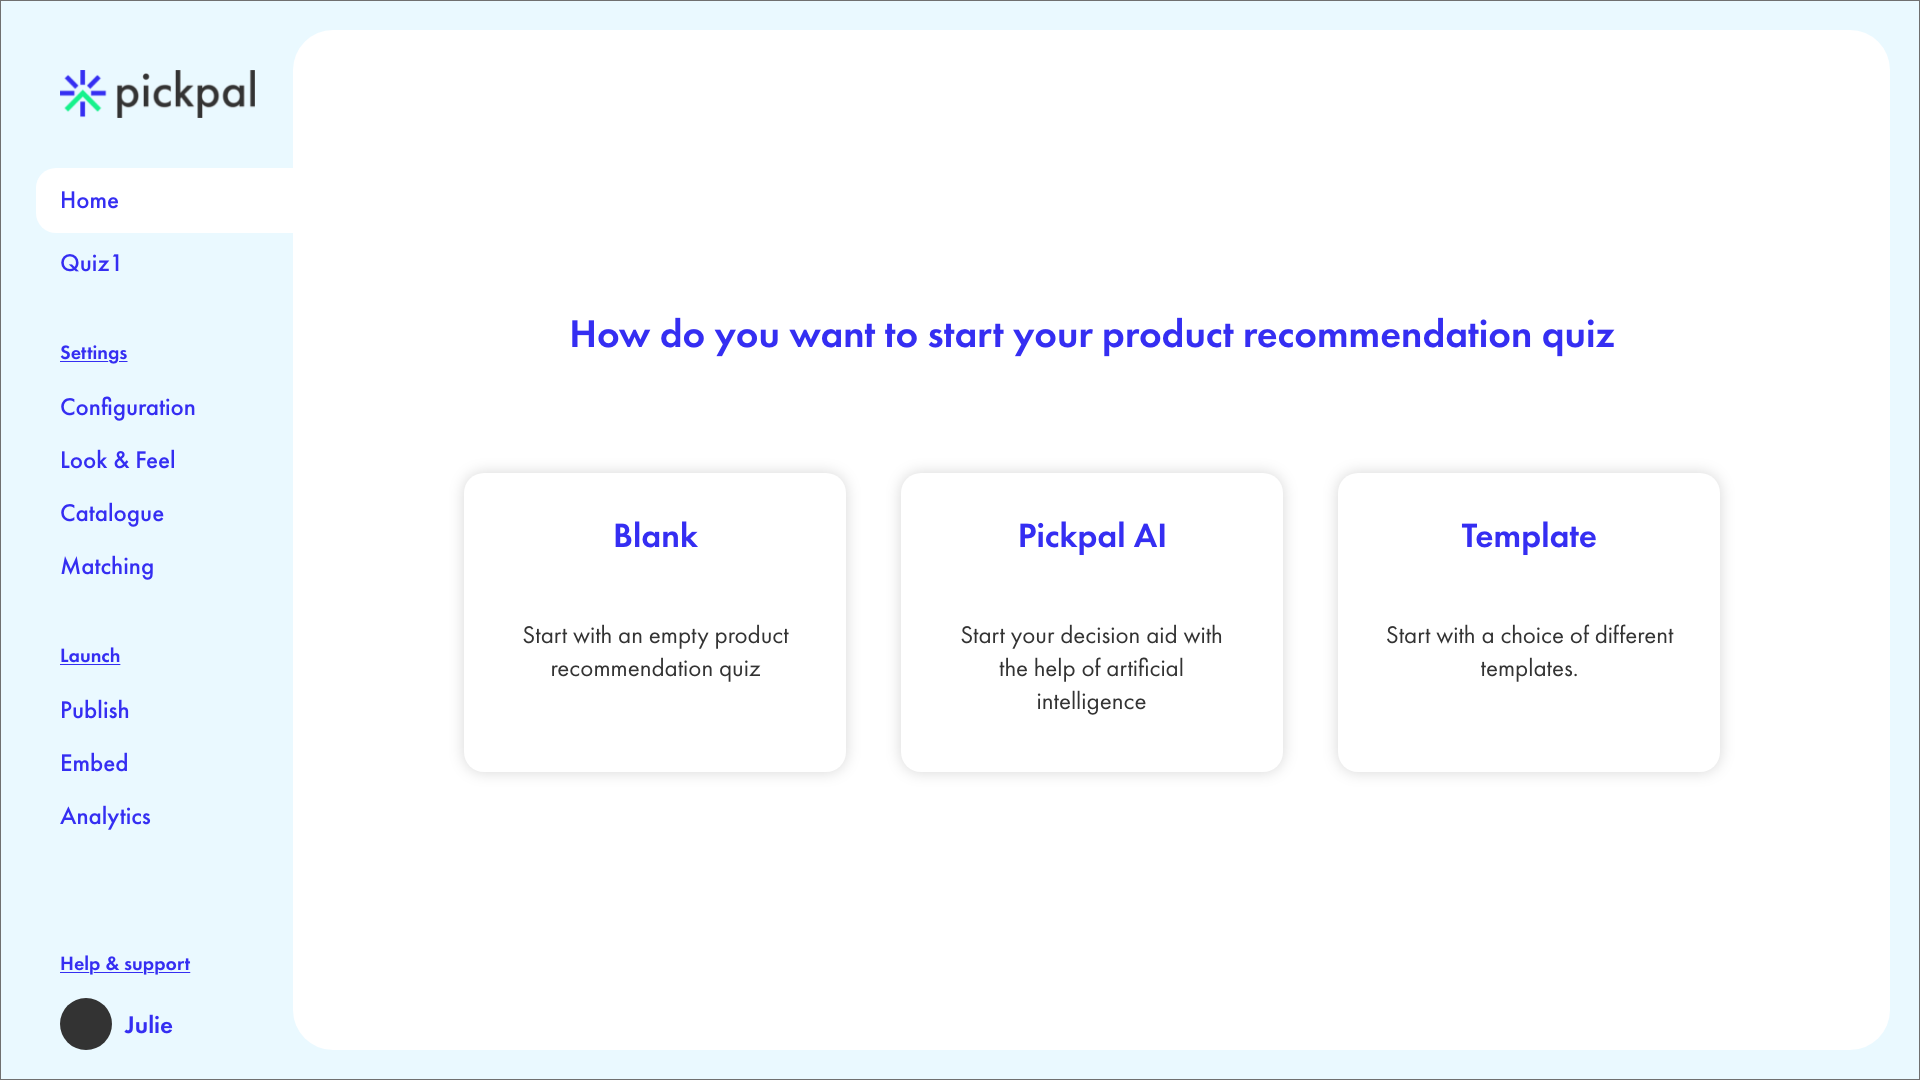 pickpal
Home
Quiz1
Settings
Configuration
Look & Feel
Catalogue
Matching
Launch
Publish
Embed
Analytics
Help & support
Julie
How do you want to start your product recommendation quiz
Blank
Start with an empty product
recommendation quiz
Pickpal AI
Start your decision aid with
the help of artificial
intelligence
Template
Start with a choice of different
templates.